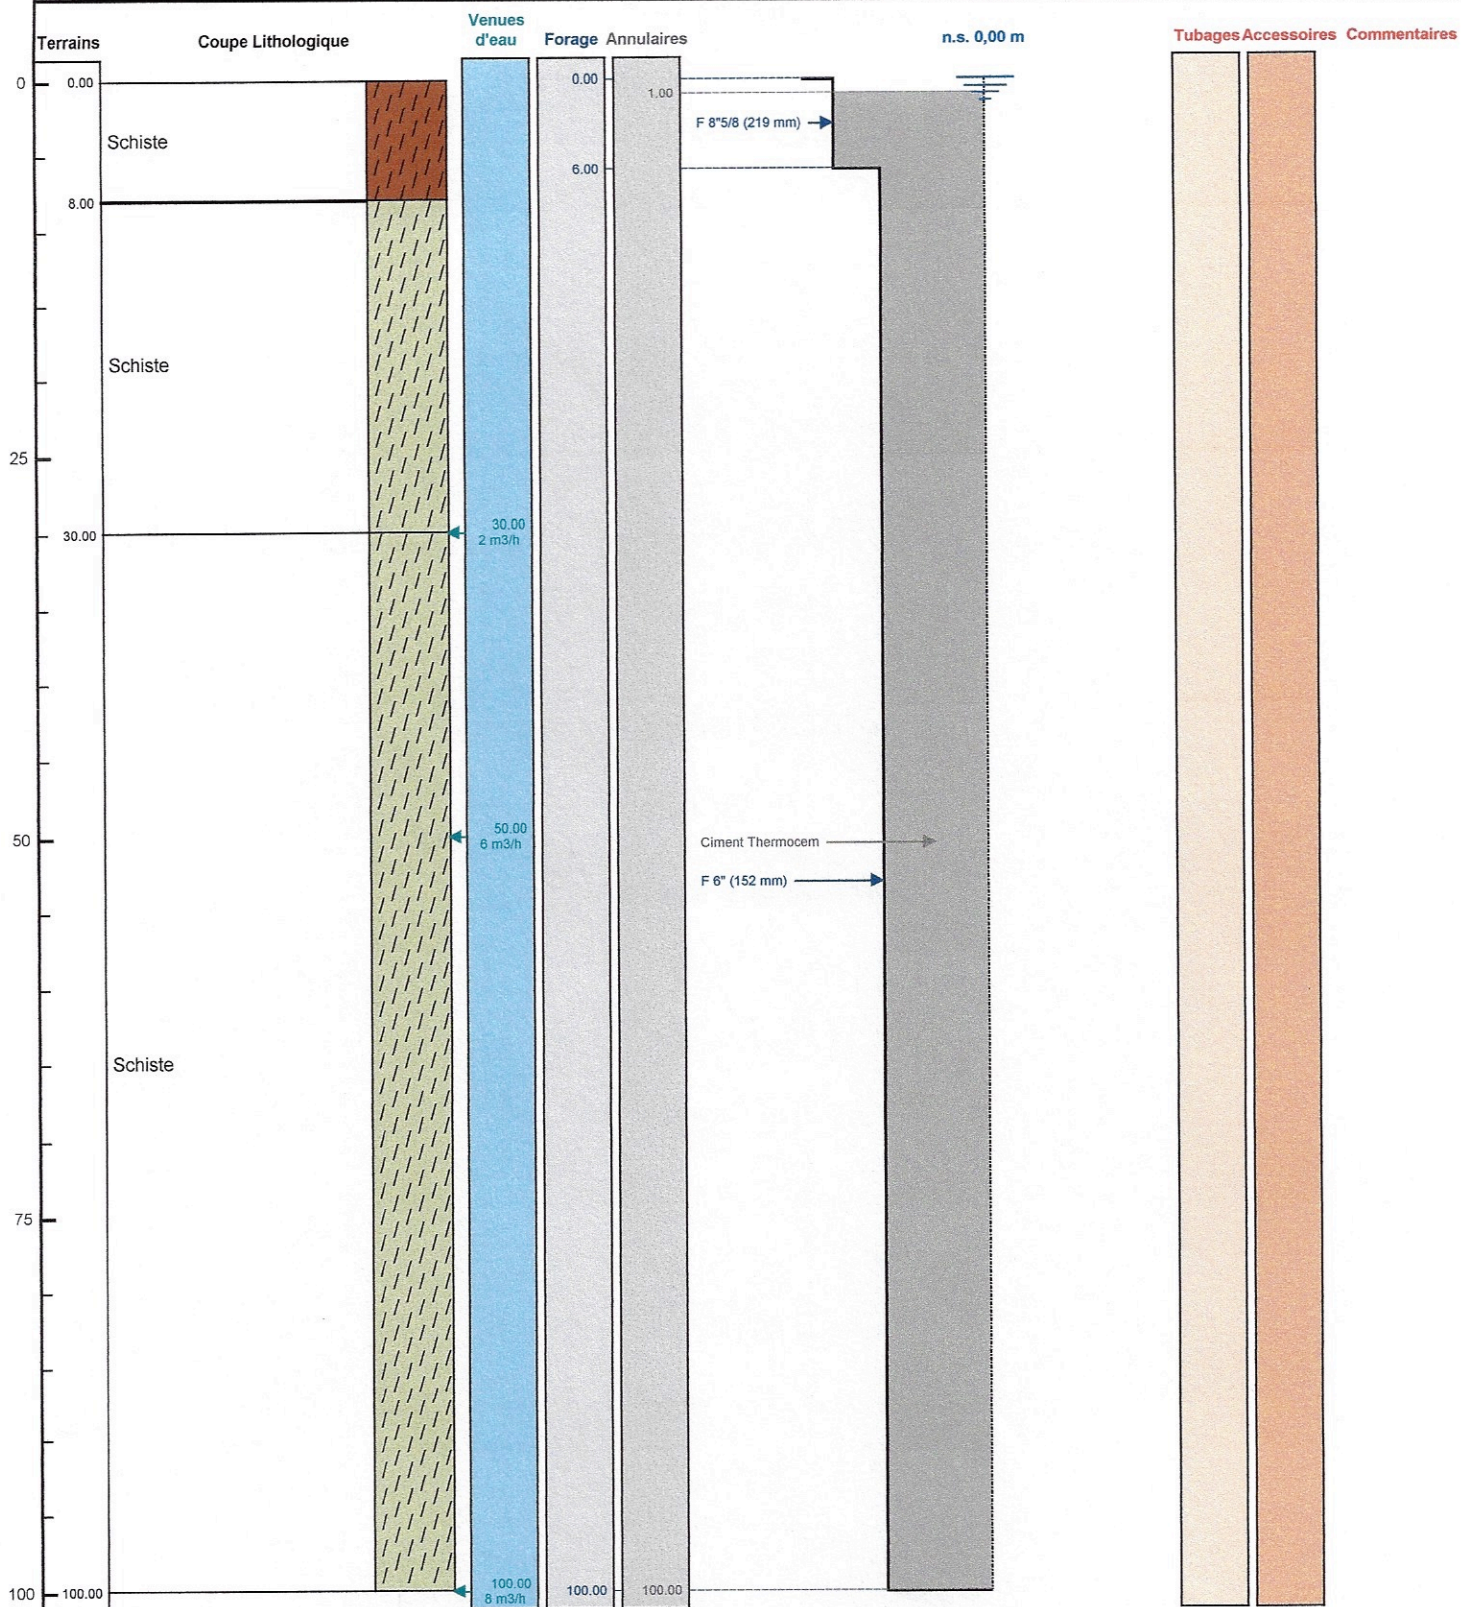 Terrains
Coupe Lithologique
Venues
d'eau
Forage
Annulaires
n.s. 0,00 m
Tubages
Accessoires
Commentaires
0
0.00
0.00
1.00
F 8"5/8 (219 mm)
Schiste
6.00
8.00
Schiste
25
30.00
30.00
2 m3/h
50
50.00
6 m3/h
Ciment Thermocem
F 6" (152 mm)
Schiste
75
100
100.00
100.00
8 m3/h
100.00
100.00